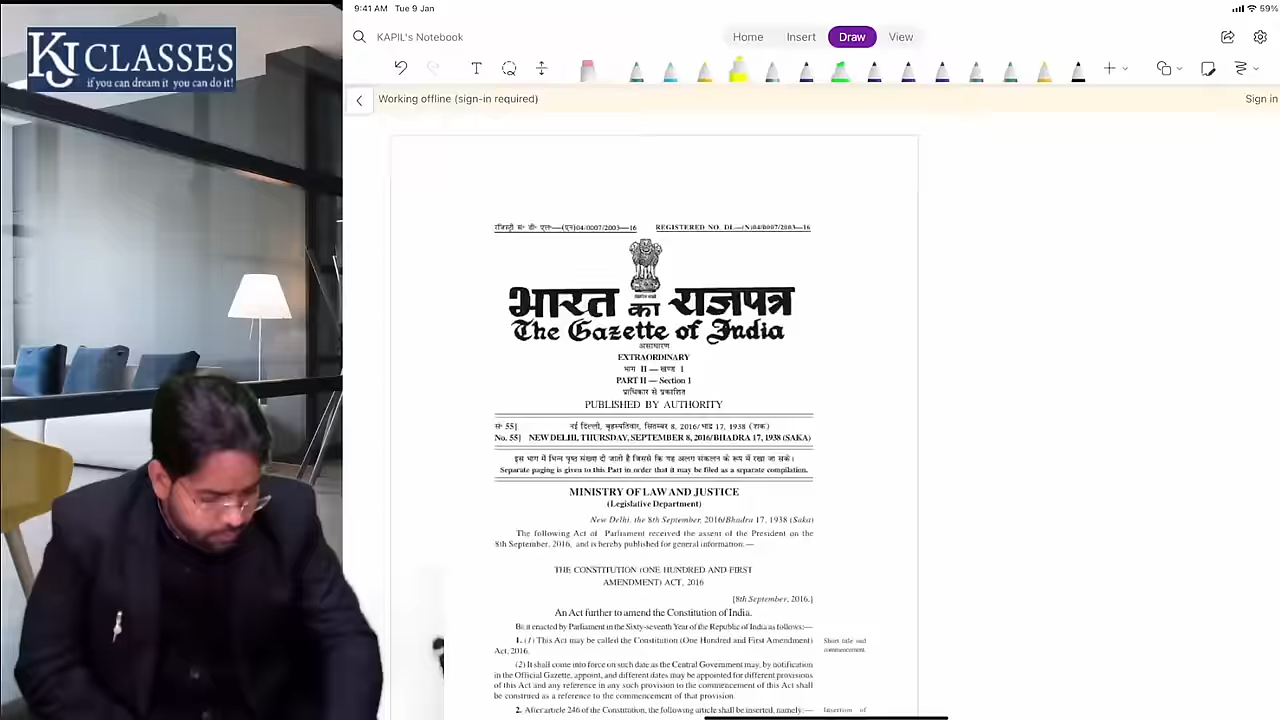 9:41 AM Tue 9 Jan
59%
KJ CLASSES
if you can dream it you can do it!
KAPIL's Notebook
Home Insert Draw View
Working offline (sign-in required)
Sign in
रजिस्ट्री सं० डी० एल०—(एन)04/0007/2003—16 REGISTERED NO. DL—(N)04/0007/2003—16
भारत का राजपत्र
The Gazette of India
असाधारण
EXTRAORDINARY
भाग II — खण्ड 1
PART II — Section 1
प्राधिकार से प्रकाशित
PUBLISHED BY AUTHORITY
सं० 55] नई दिल्ली, बृहस्पतिवार, सितम्बर 8, 2016/भाद्र 17, 1938 (शक)
No. 55] NEW DELHI, THURSDAY, SEPTEMBER 8, 2016/BHADRA 17, 1938 (SAKA)
इस भाग में भिन्न पृष्ठ संख्या दी जाती है जिससे कि यह अलग संकलन के रूप में रखा जा सके।
Separate paging is given to this Part in order that it may be filed as a separate compilation.
MINISTRY OF LAW AND JUSTICE
(Legislative Department)
New Delhi, the 8th September, 2016/Bhadra 17, 1938 (Saka)
The following Act of Parliament received the assent of the President on the
8th September, 2016, and is hereby published for general information:—
THE CONSTITUTION (ONE HUNDRED AND FIRST
AMENDMENT) ACT, 2016
[8th September, 2016.]
An Act further to amend the Constitution of India.
BE it enacted by Parliament in the Sixty-seventh Year of the Republic of India as follows:—
1. (1) This Act may be called the Constitution (One Hundred and First Amendment)
Act, 2016.
Short title and
commencement.
(2) It shall come into force on such date as the Central Government may, by notification
in the Official Gazette, appoint, and different dates may be appointed for different provisions
of this Act and any reference in any such provision to the commencement of this Act shall
be construed as a reference to the commencement of that provision.
2. After article 246 of the Constitution, the following article shall be inserted, namely:—
Insertion of